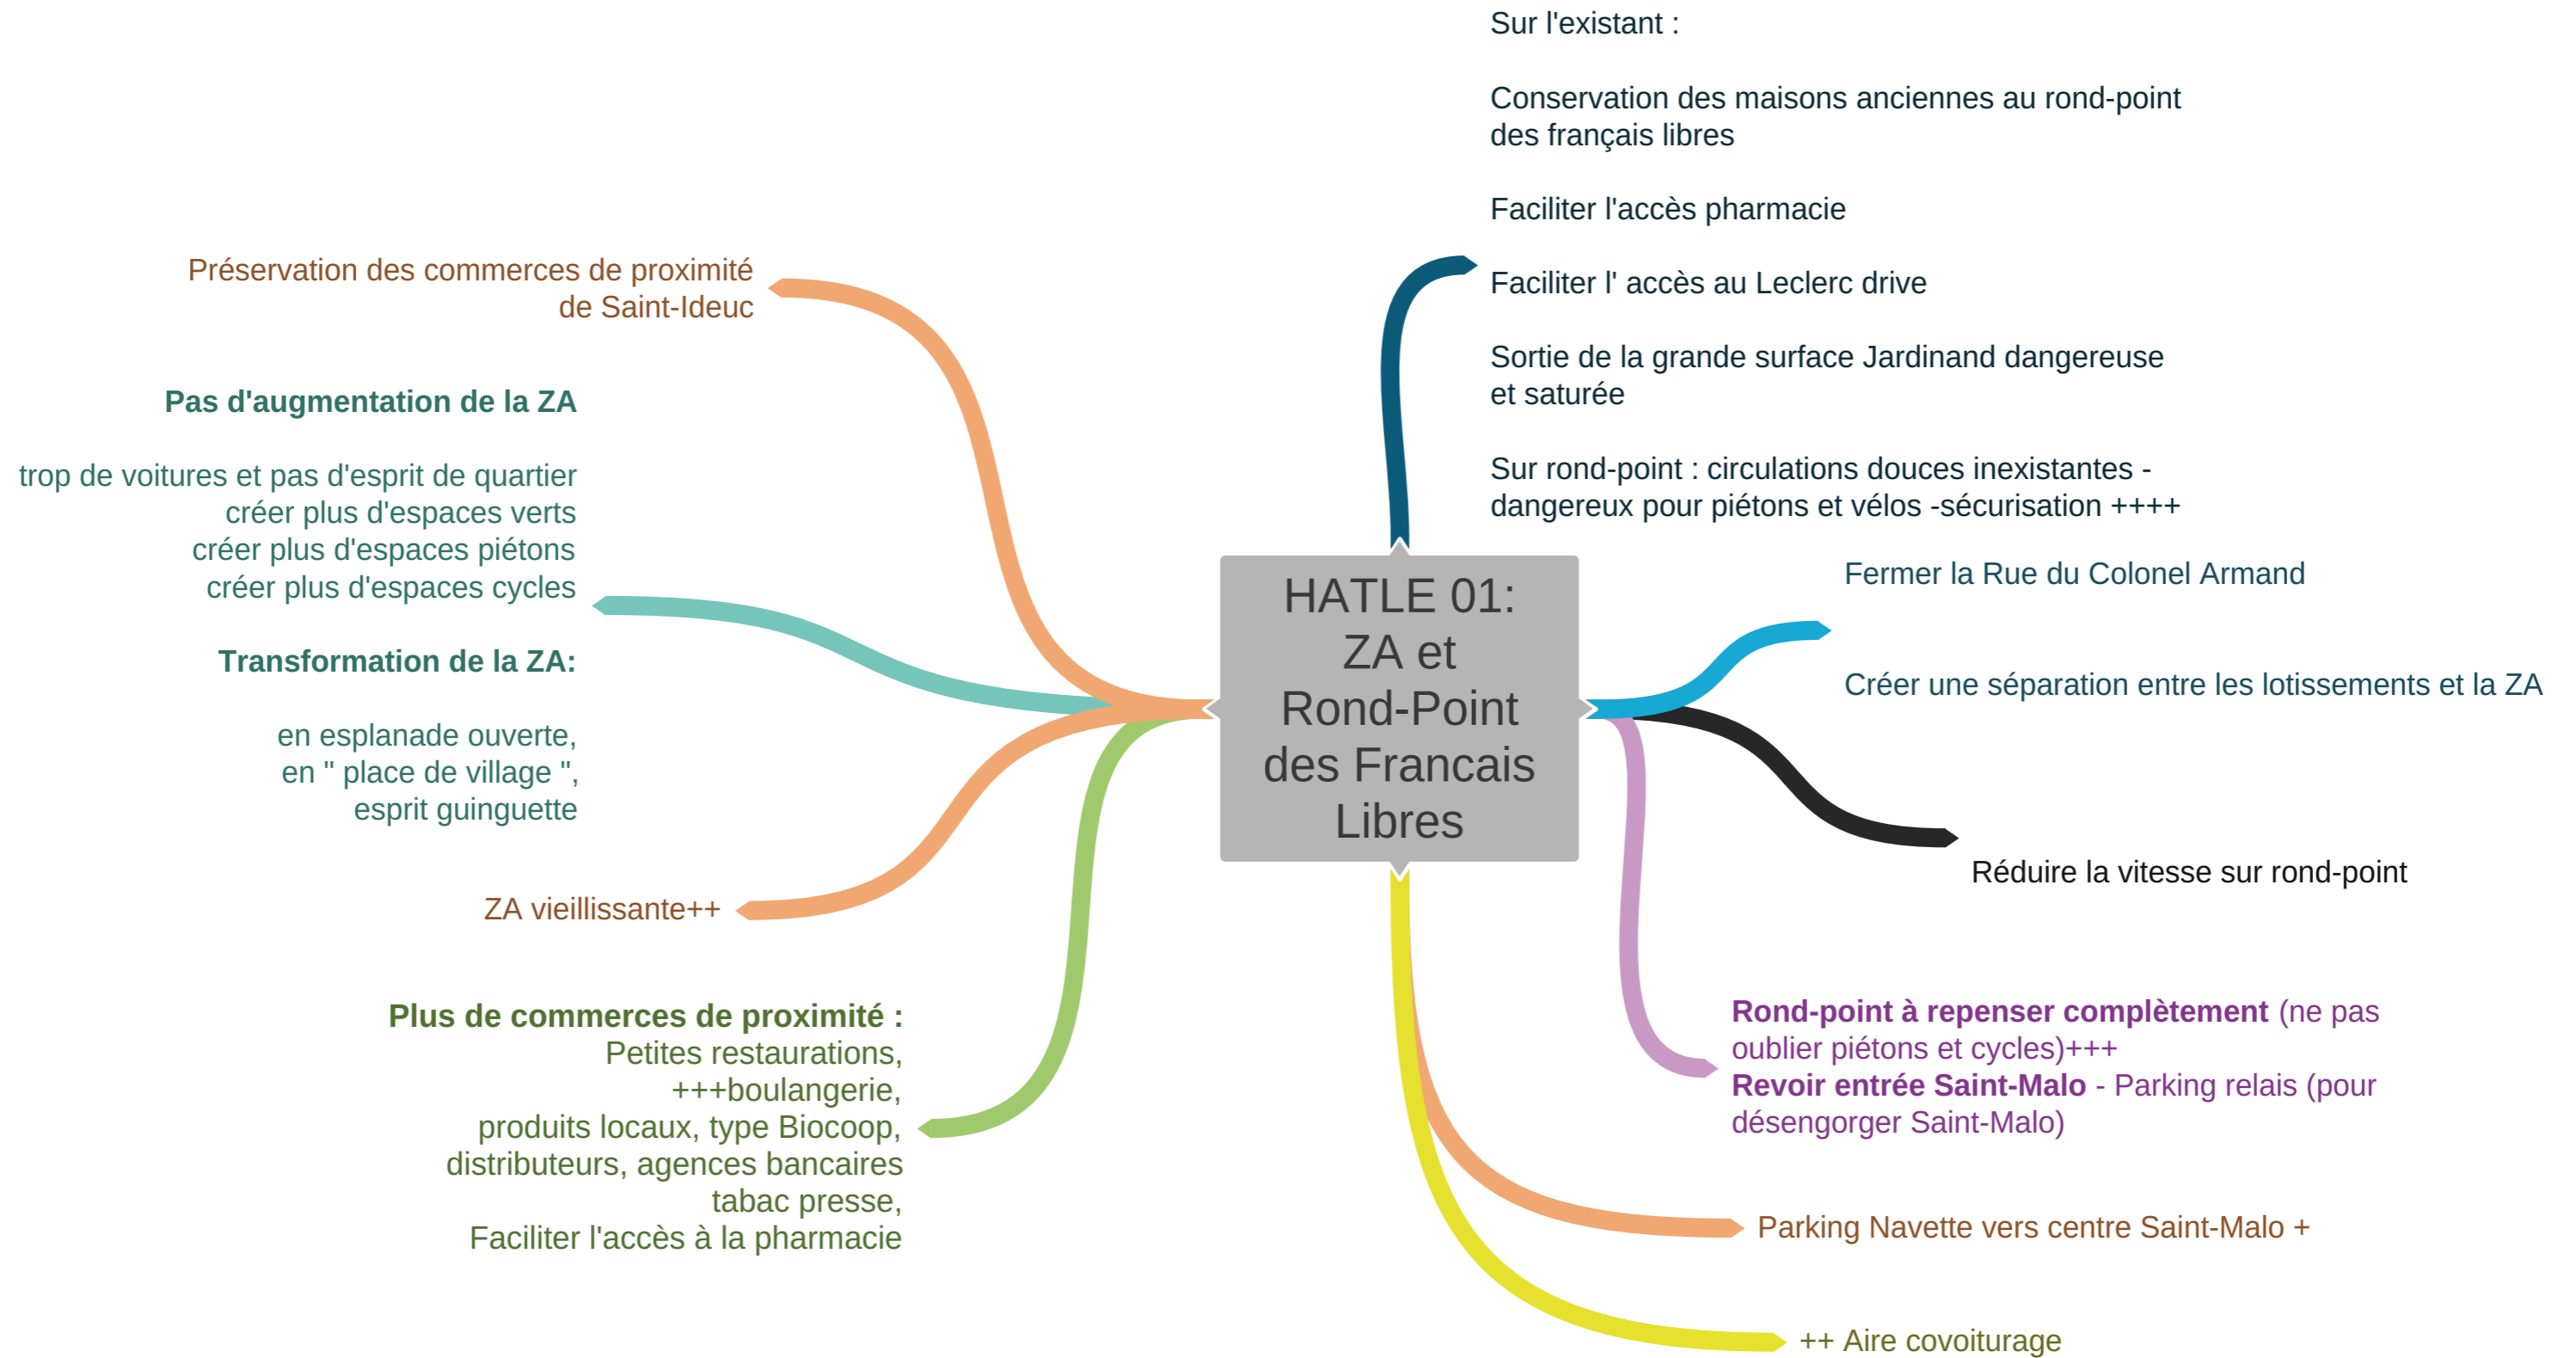 HATLE 01:
ZA et
Rond-Point
des Francais
Libres
Sur l'existant :
Conservation des maisons anciennes au rond-point
des français libres
Faciliter l'accès pharmacie
Faciliter l' accès au Leclerc drive
Sortie de la grande surface Jardinand dangereuse
et saturée
Sur rond-point : circulations douces inexistantes -
dangereux pour piétons et vélos -sécurisation ++++
Fermer la Rue du Colonel Armand
Créer une séparation entre les lotissements et la ZA
Réduire la vitesse sur rond-point
Rond-point à repenser complètement (ne pas
oublier piétons et cycles)+++
Revoir entrée Saint-Malo - Parking relais (pour
désengorger Saint-Malo)
Parking Navette vers centre Saint-Malo +
++ Aire covoiturage
Préservation des commerces de proximité
de Saint-Ideuc
Pas d'augmentation de la ZA
trop de voitures et pas d'esprit de quartier
créer plus d'espaces verts
créer plus d'espaces piétons
créer plus d'espaces cycles
Transformation de la ZA:
en esplanade ouverte,
en " place de village ",
esprit guinguette
ZA vieillissante++
Plus de commerces de proximité :
Petites restaurations,
+++boulangerie,
produits locaux, type Biocoop,
distributeurs, agences bancaires
tabac presse,
Faciliter l'accès à la pharmacie